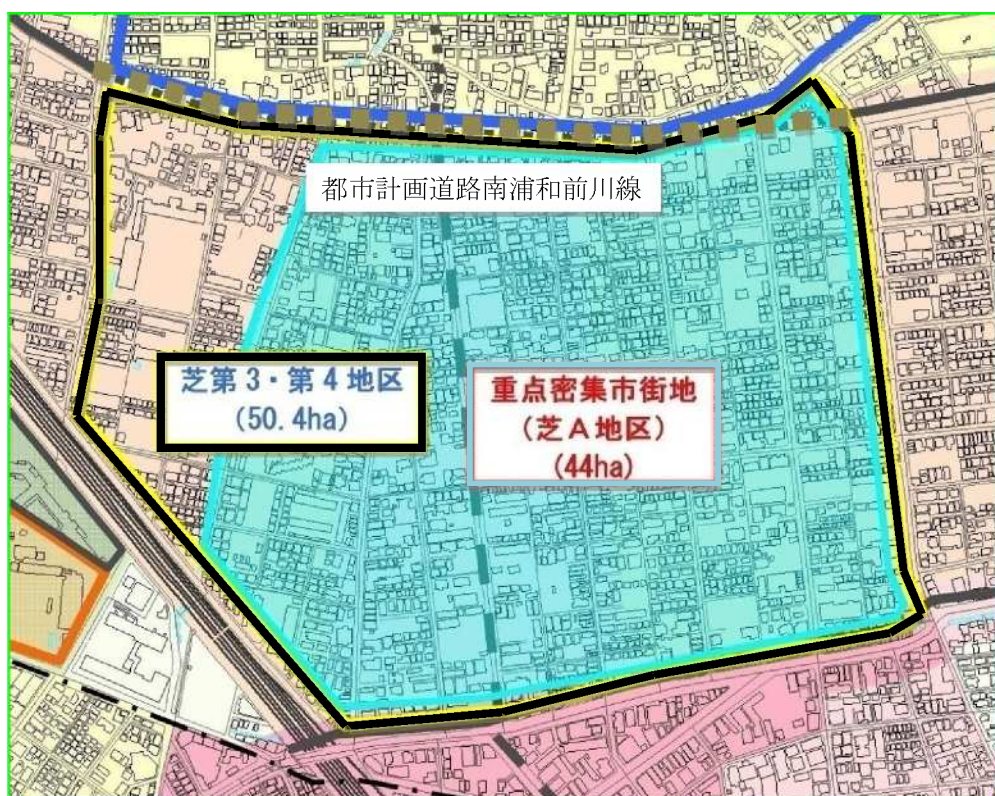 都市計画道路南浦和前川線
芝第3・第4地区
(50.4ha)
重点密集市街地
(芝A地区)
(44ha)